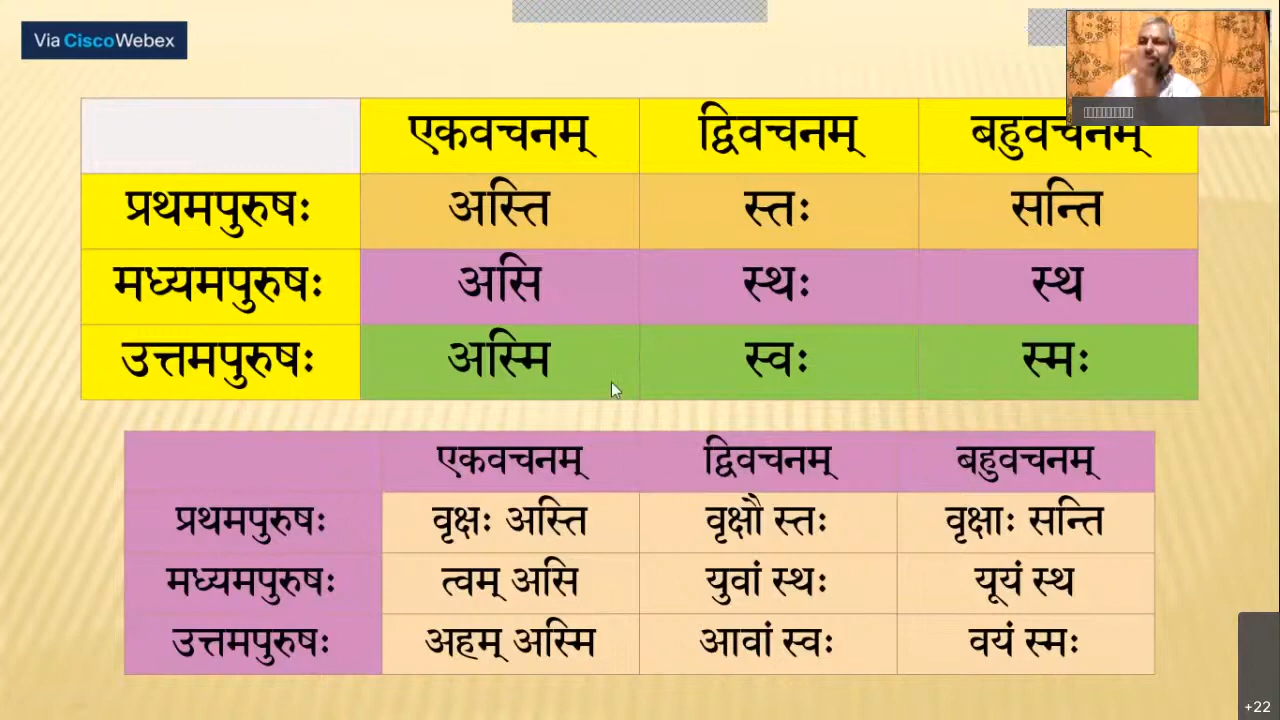 Via CiscoWebex
एकवचनम् द्विवचनम् बहुवचनम्
प्रथमपुरुषः अस्ति स्तः सन्ति
मध्यमपुरुषः असि स्थः स्थ
उत्तमपुरुषः अस्मि स्वः स्मः
एकवचनम् द्विवचनम् बहुवचनम्
प्रथमपुरुषः वृक्षः अस्ति वृक्षौ स्तः वृक्षाः सन्ति
मध्यमपुरुषः त्वम् असि युवां स्थः यूयं स्थ
उत्तमपुरुषः अहम् अस्मि आवां स्वः वयं स्मः
+22